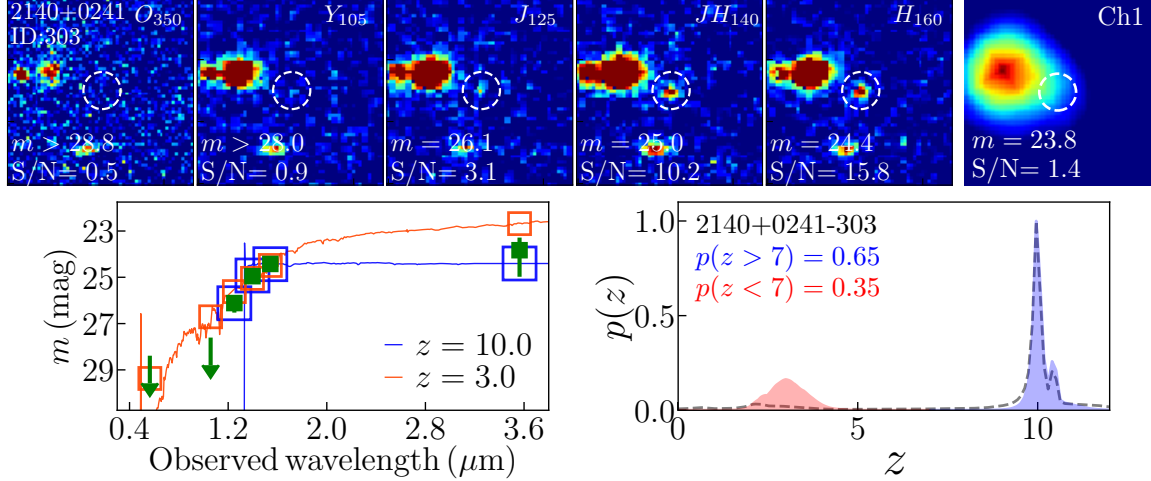 2140+0241 O350
ID:303
m > 28.8
S/N= 0.5
Y105
m > 28.0
S/N= 0.9
J125
m = 26.1
S/N= 3.1
JH140
m = 25.0
S/N= 10.2
H160
m = 24.4
S/N= 15.8
Ch1
m = 23.8
S/N= 1.4
m (mag)
23
25
27
29
z = 10.0
z = 3.0
0.4 1.2 2.0 2.8 3.6
Observed wavelength (μm)
p(z)
1.0
0.5
0.0
2140+0241-303
p(z > 7) = 0.65
p(z < 7) = 0.35
0 5 10
z